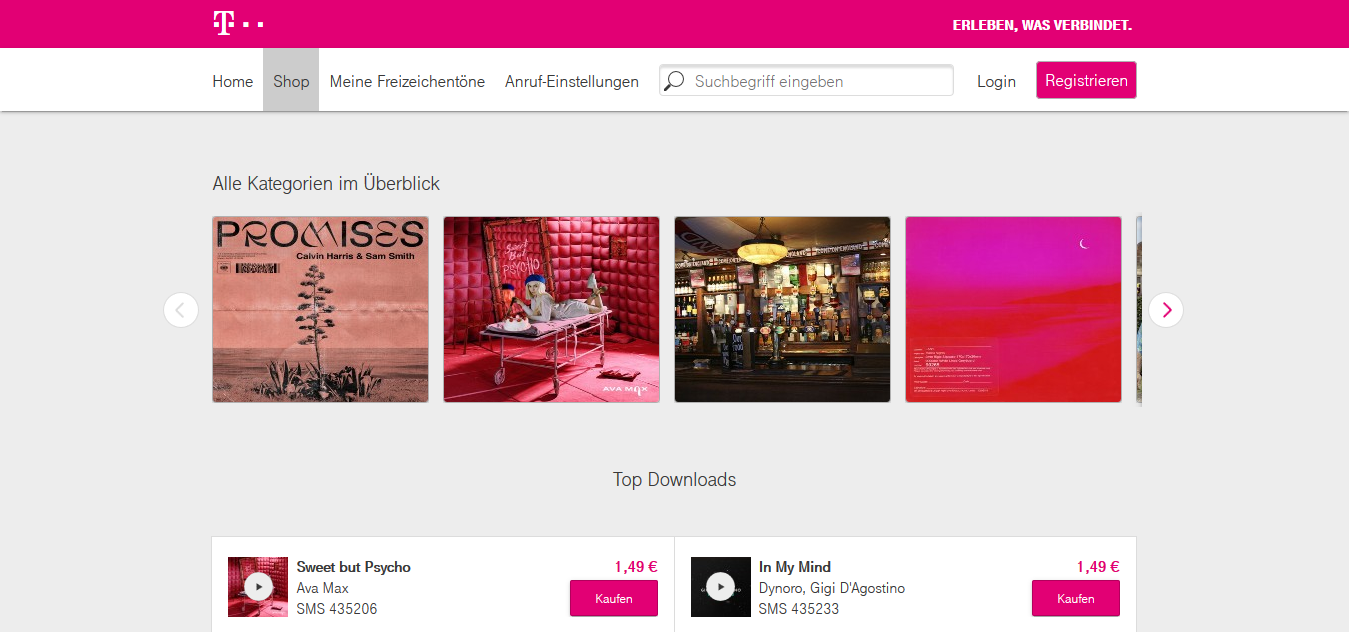 T
ERLEBEN, WAS VERBINDET.
Home Shop Meine Freizeichentöne Anruf-Einstellungen Suchbegriff eingeben Login Registrieren
Alle Kategorien im Überblick
PROMISES
Calvin Harris & Sam Smith
Sweet But PSYCHO
AVA MAX
Top Downloads
Sweet but Psycho 1,49 €
Ava Max
SMS 435206 Kaufen
In My Mind 1,49 €
Dynoro, Gigi D'Agostino
SMS 435233 Kaufen